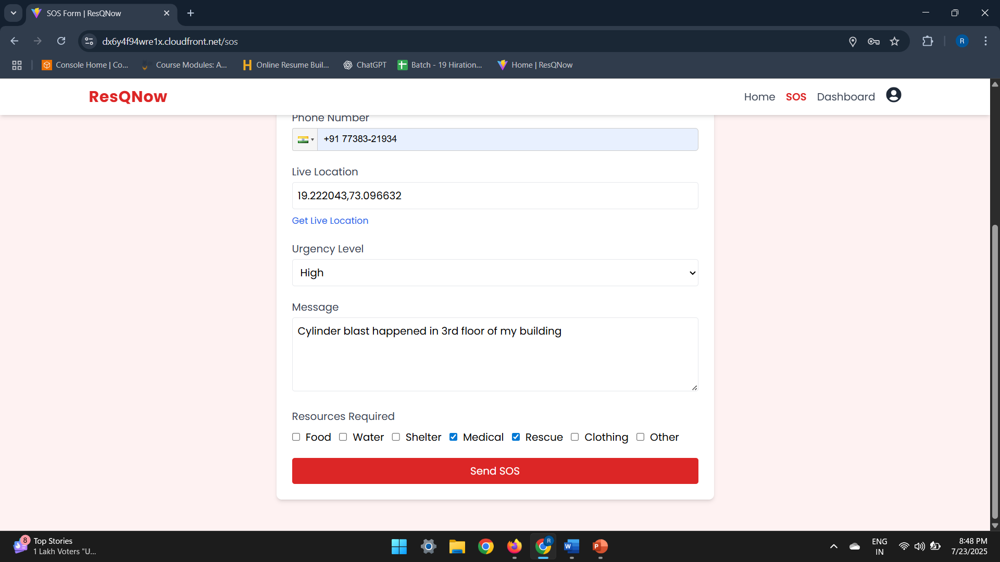 SOS Form | ResQNow
dx6y4f94wre1x.cloudfront.net/sos
R
Console Home | Co...
Course Modules: A...
Online Resume Buil...
ChatGPT
Batch - 19 Hiration...
Home | ResQNow
ResQNow
Home
SOS
Dashboard
Phone Number
+91 77383-21934
Live Location
19.222043,73.096632
Get Live Location
Urgency Level
High
Message
Cylinder blast happened in 3rd floor of my building
Resources Required
Food
Water
Shelter
Medical
Rescue
Clothing
Other
Send SOS
8
Top Stories
1 Lakh Voters "U...
R
W
P
ENG
IN
8:48 PM
7/23/2025